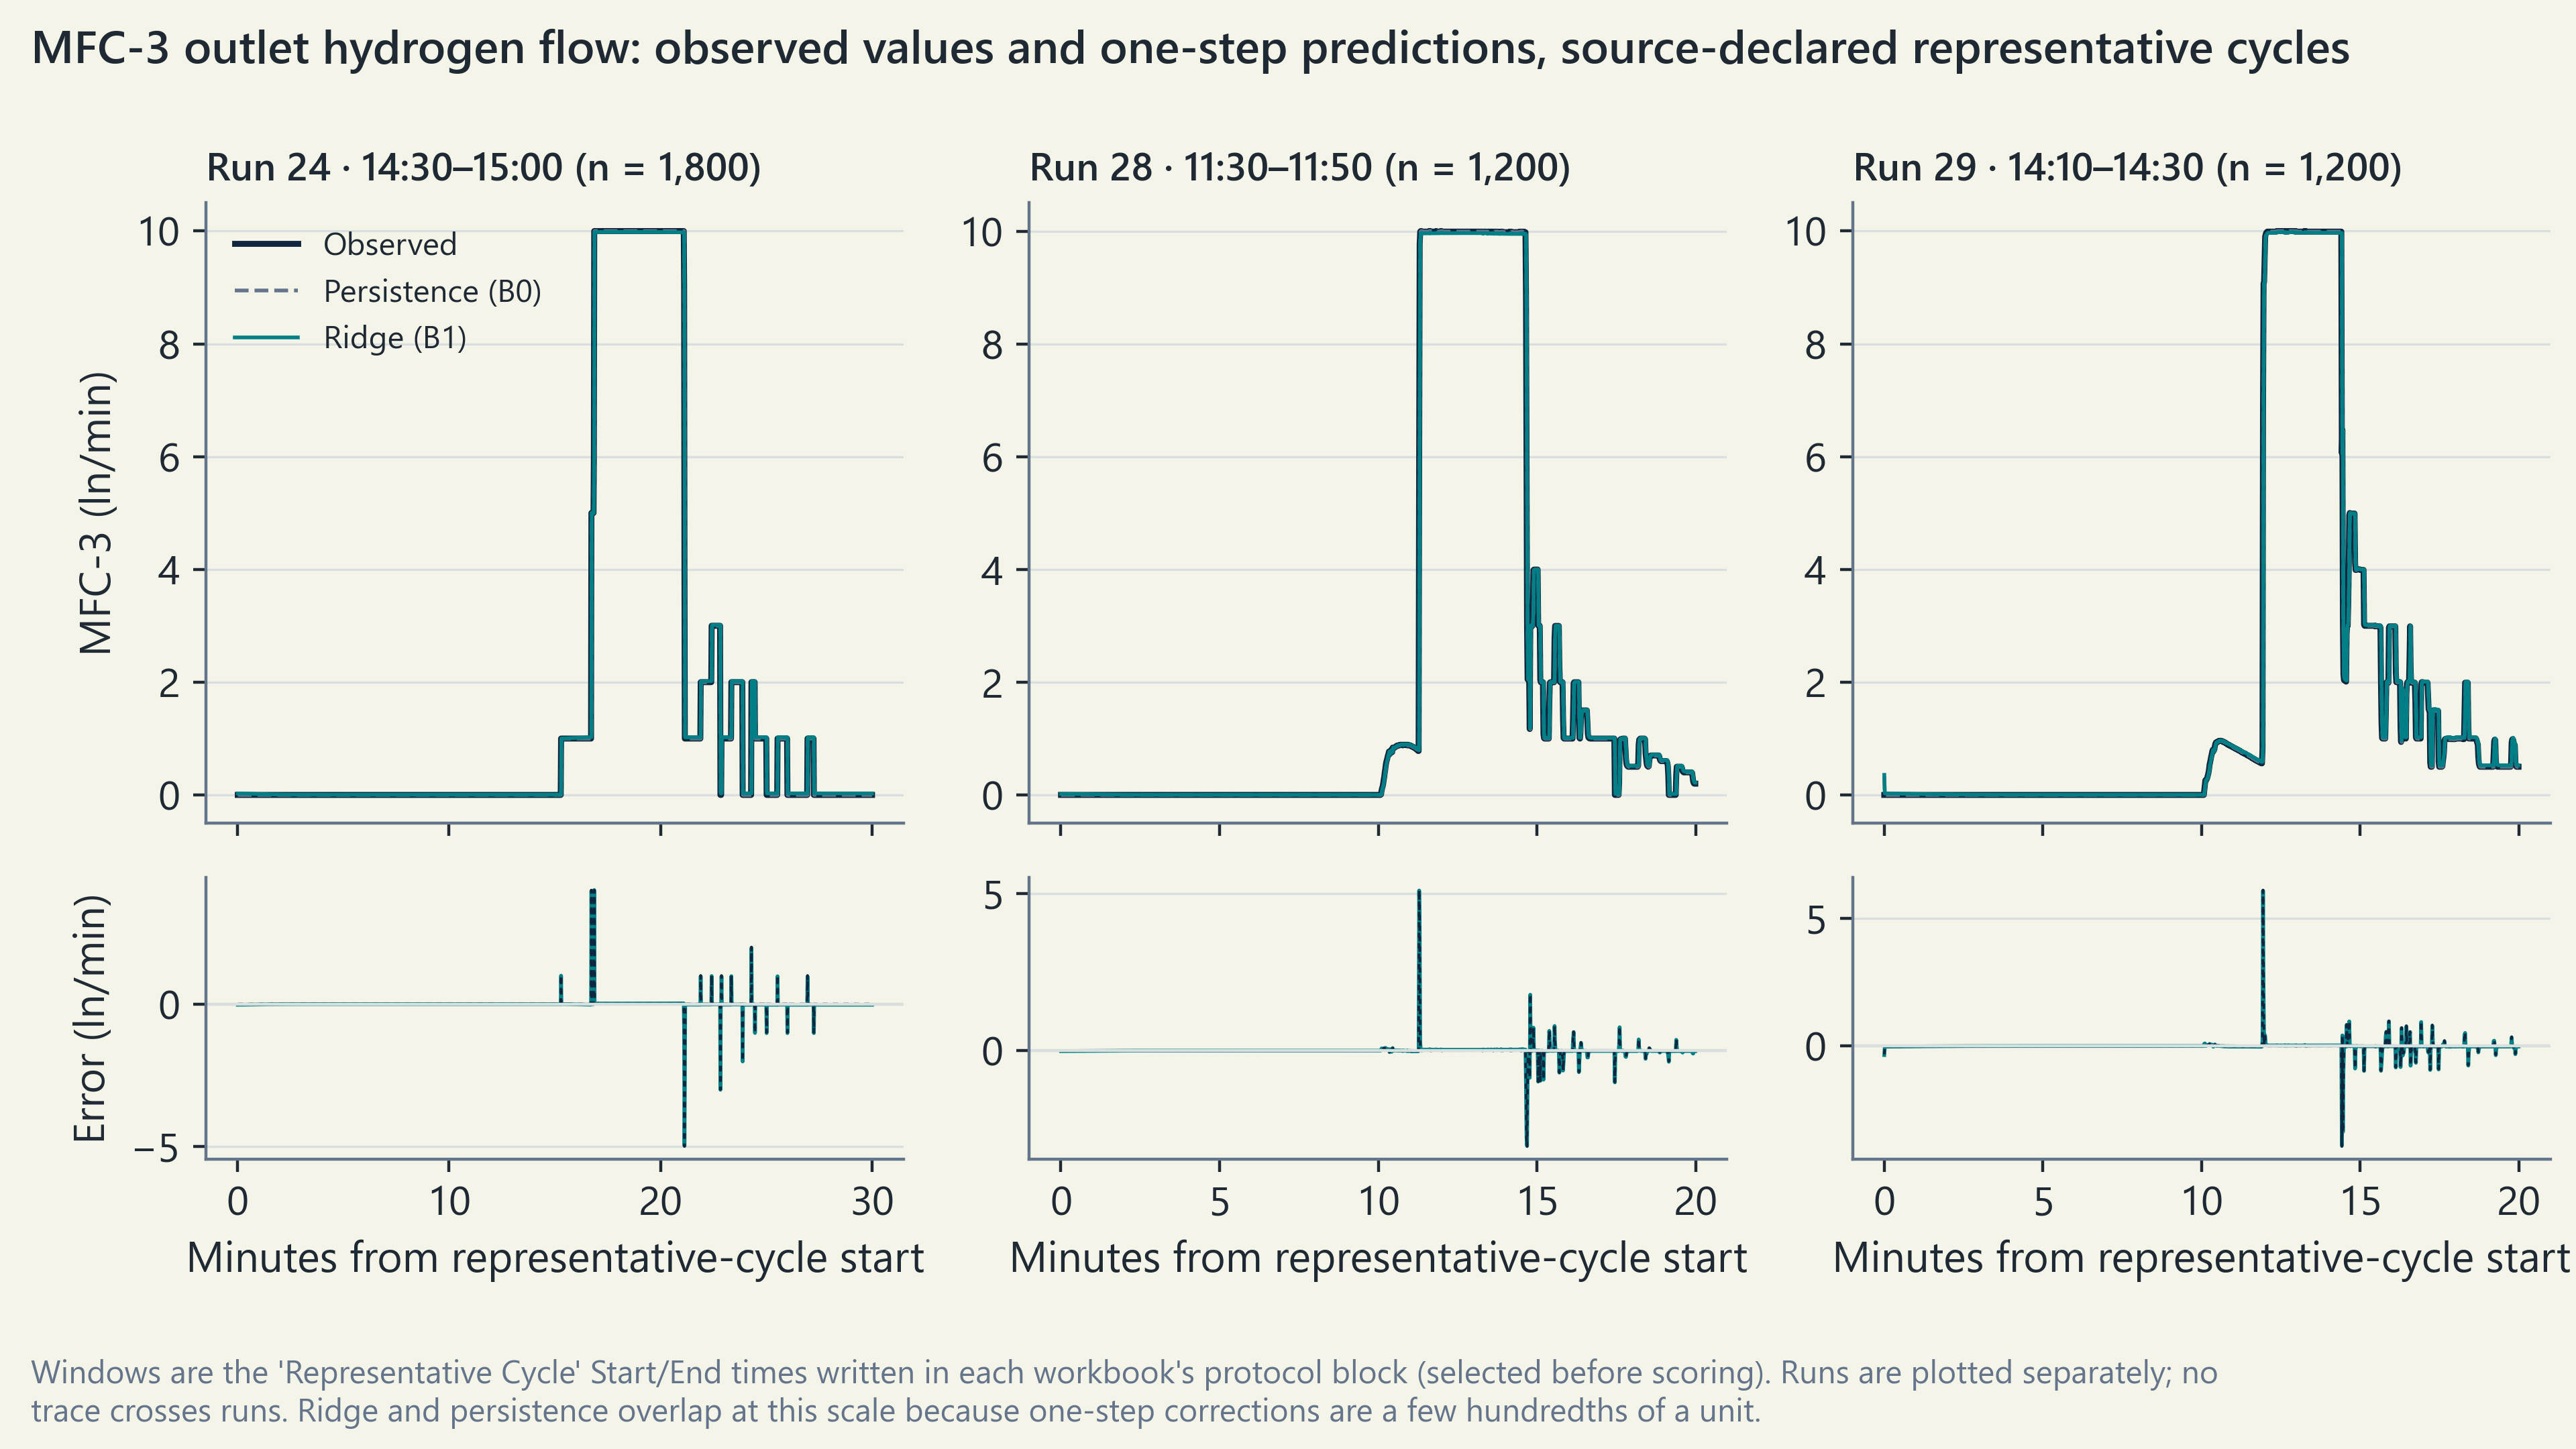 MFC-3 outlet hydrogen flow: observed values and one-step predictions, source-declared representative cycles
Run 24 · 14:30–15:00 (n = 1,800)
Run 28 · 11:30–11:50 (n = 1,200)
Run 29 · 14:10–14:30 (n = 1,200)
MFC-3 (ln/min)
10
8
6
4
2
0
Observed
Persistence (B0)
Ridge (B1)
10
8
6
4
2
0
10
8
6
4
2
0
Error (ln/min)
0
−5
0
10
20
30
Minutes from representative-cycle start
5
0
0
5
10
15
20
Minutes from representative-cycle start
5
0
0
5
10
15
20
Minutes from representative-cycle start
Windows are the 'Representative Cycle' Start/End times written in each workbook's protocol block (selected before scoring). Runs are plotted separately; no
trace crosses runs. Ridge and persistence overlap at this scale because one-step corrections are a few hundredths of a unit.